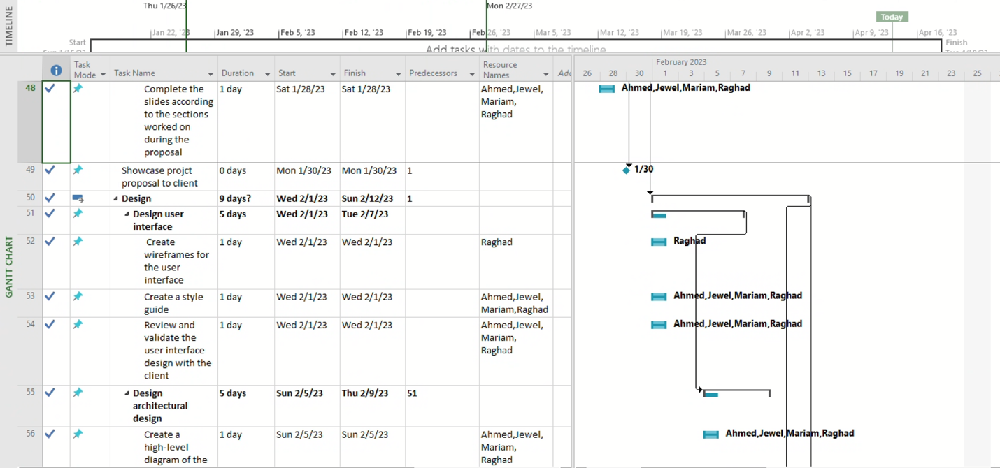 TIMELINE
Thu 1/26/23
Mon 2/27/23
Today
Jan 22, '23 Jan 29, '23 Feb 5, '23 Feb 12, '23 Feb 19, '23 Feb 26, '23 Mar 5, '23 Mar 12, '23 Mar 19, '23 Mar 26, '23 Apr 2, '23 Apr 9, '23 Apr 16, '23
Start
Add tasks with dates to the timeline
Finish
GANTT CHART
Task
Mode
Task Name
Duration
Start
Finish
Predecessors
Resource
Names
February 2023
26 28 30 1 3 5 7 9 11 13 15 17 19 21 23 25
48
Complete the
slides according
to the sections
worked on
during the
proposal
1 day
Sat 1/28/23
Sat 1/28/23
Ahmed,Jewel,
Mariam,
Raghad
Ahmed,Jewel,Mariam,Raghad
49
Showcase projct
proposal to client
0 days
Mon 1/30/23
Mon 1/30/23
1
1/30
50
Design
9 days?
Wed 2/1/23
Sun 2/12/23
1
51
Design user
interface
5 days
Wed 2/1/23
Tue 2/7/23
52
Create
wireframes for
the user
interface
1 day
Wed 2/1/23
Wed 2/1/23
Raghad
Raghad
53
Create a style
guide
1 day
Wed 2/1/23
Wed 2/1/23
Ahmed,Jewel,
Mariam,Raghad
Ahmed,Jewel,Mariam,Raghad
54
Review and
validate the
user interface
design with the
client
1 day
Wed 2/1/23
Wed 2/1/23
Ahmed,Jewel,
Mariam,
Raghad
Ahmed,Jewel,Mariam,Raghad
55
Design
architectural
design
5 days
Sun 2/5/23
Thu 2/9/23
51
56
Create a
high-level
diagram of the
1 day
Sun 2/5/23
Sun 2/5/23
Ahmed,Jewel,
Mariam,
Raghad
Ahmed,Jewel,Mariam,Raghad